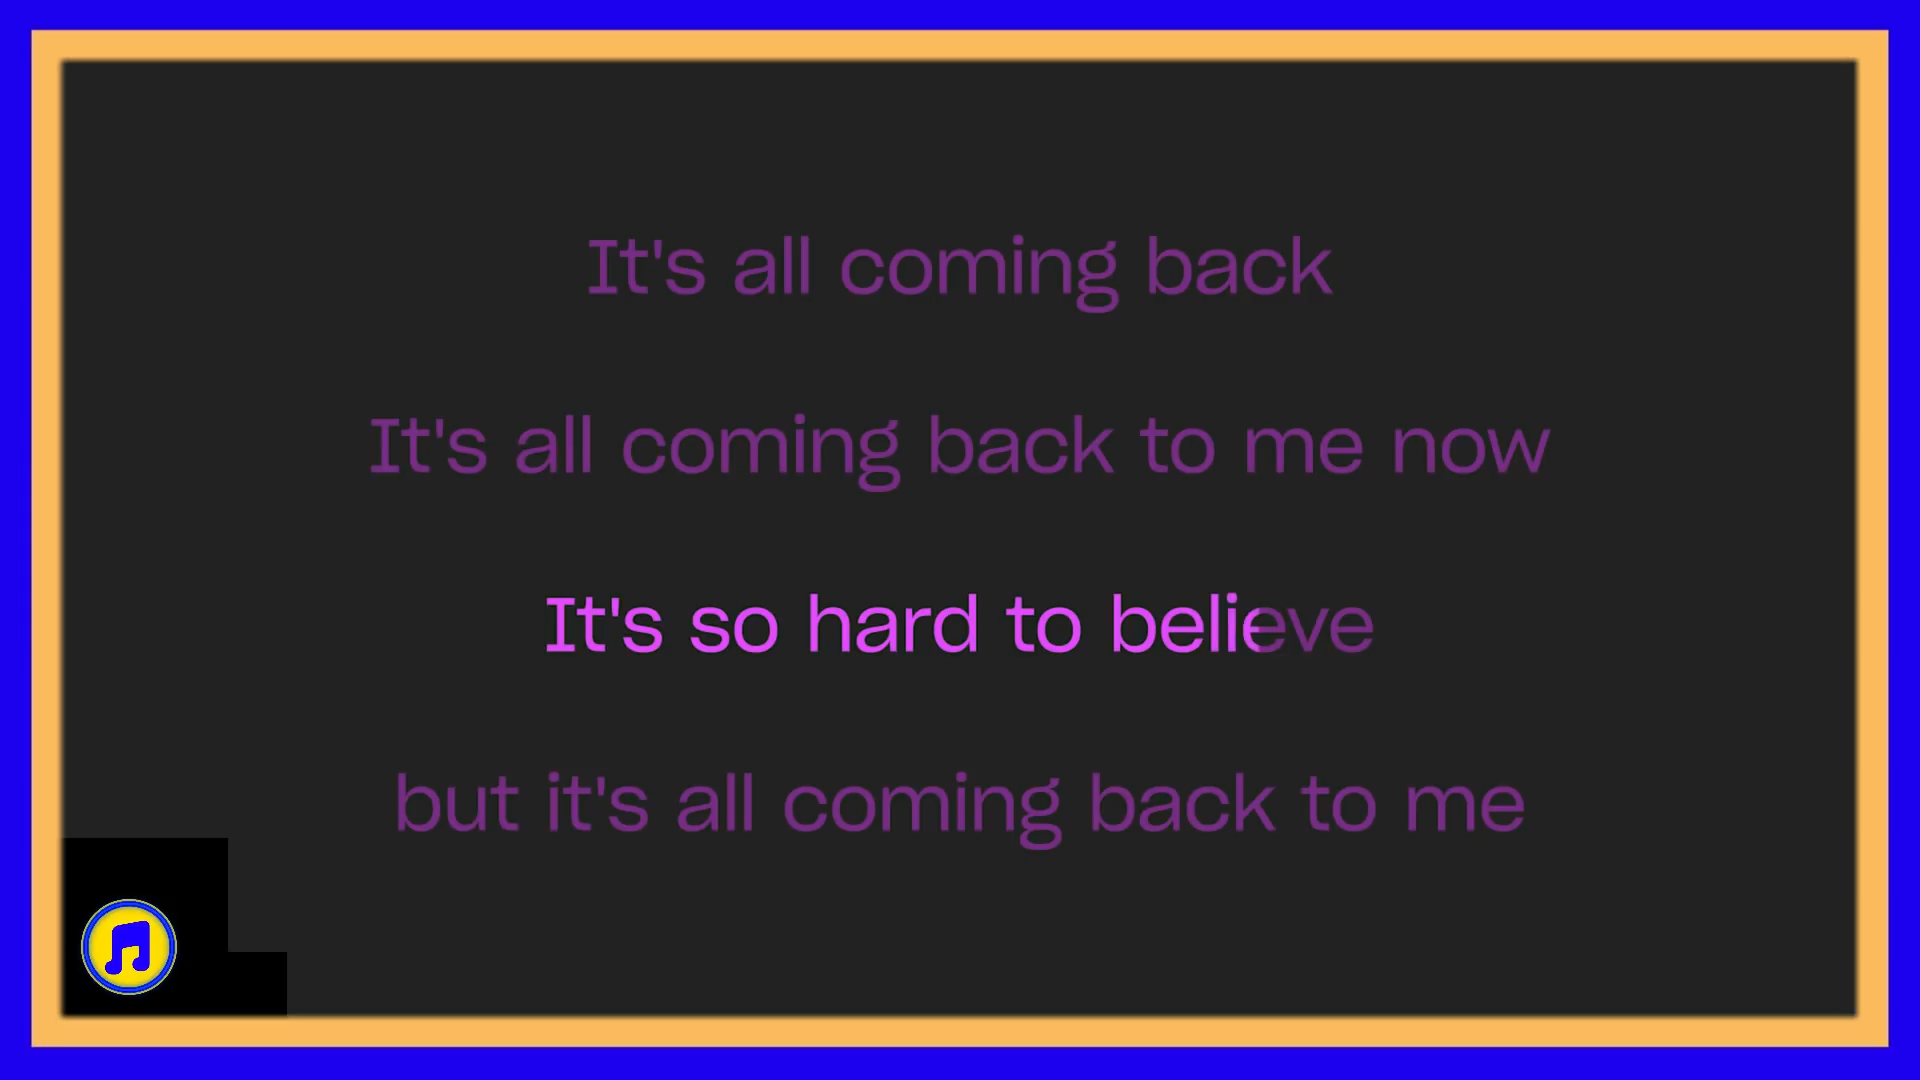 It's all coming back
It's all coming back to me now
It's so hard to believe
but it's all coming back to me